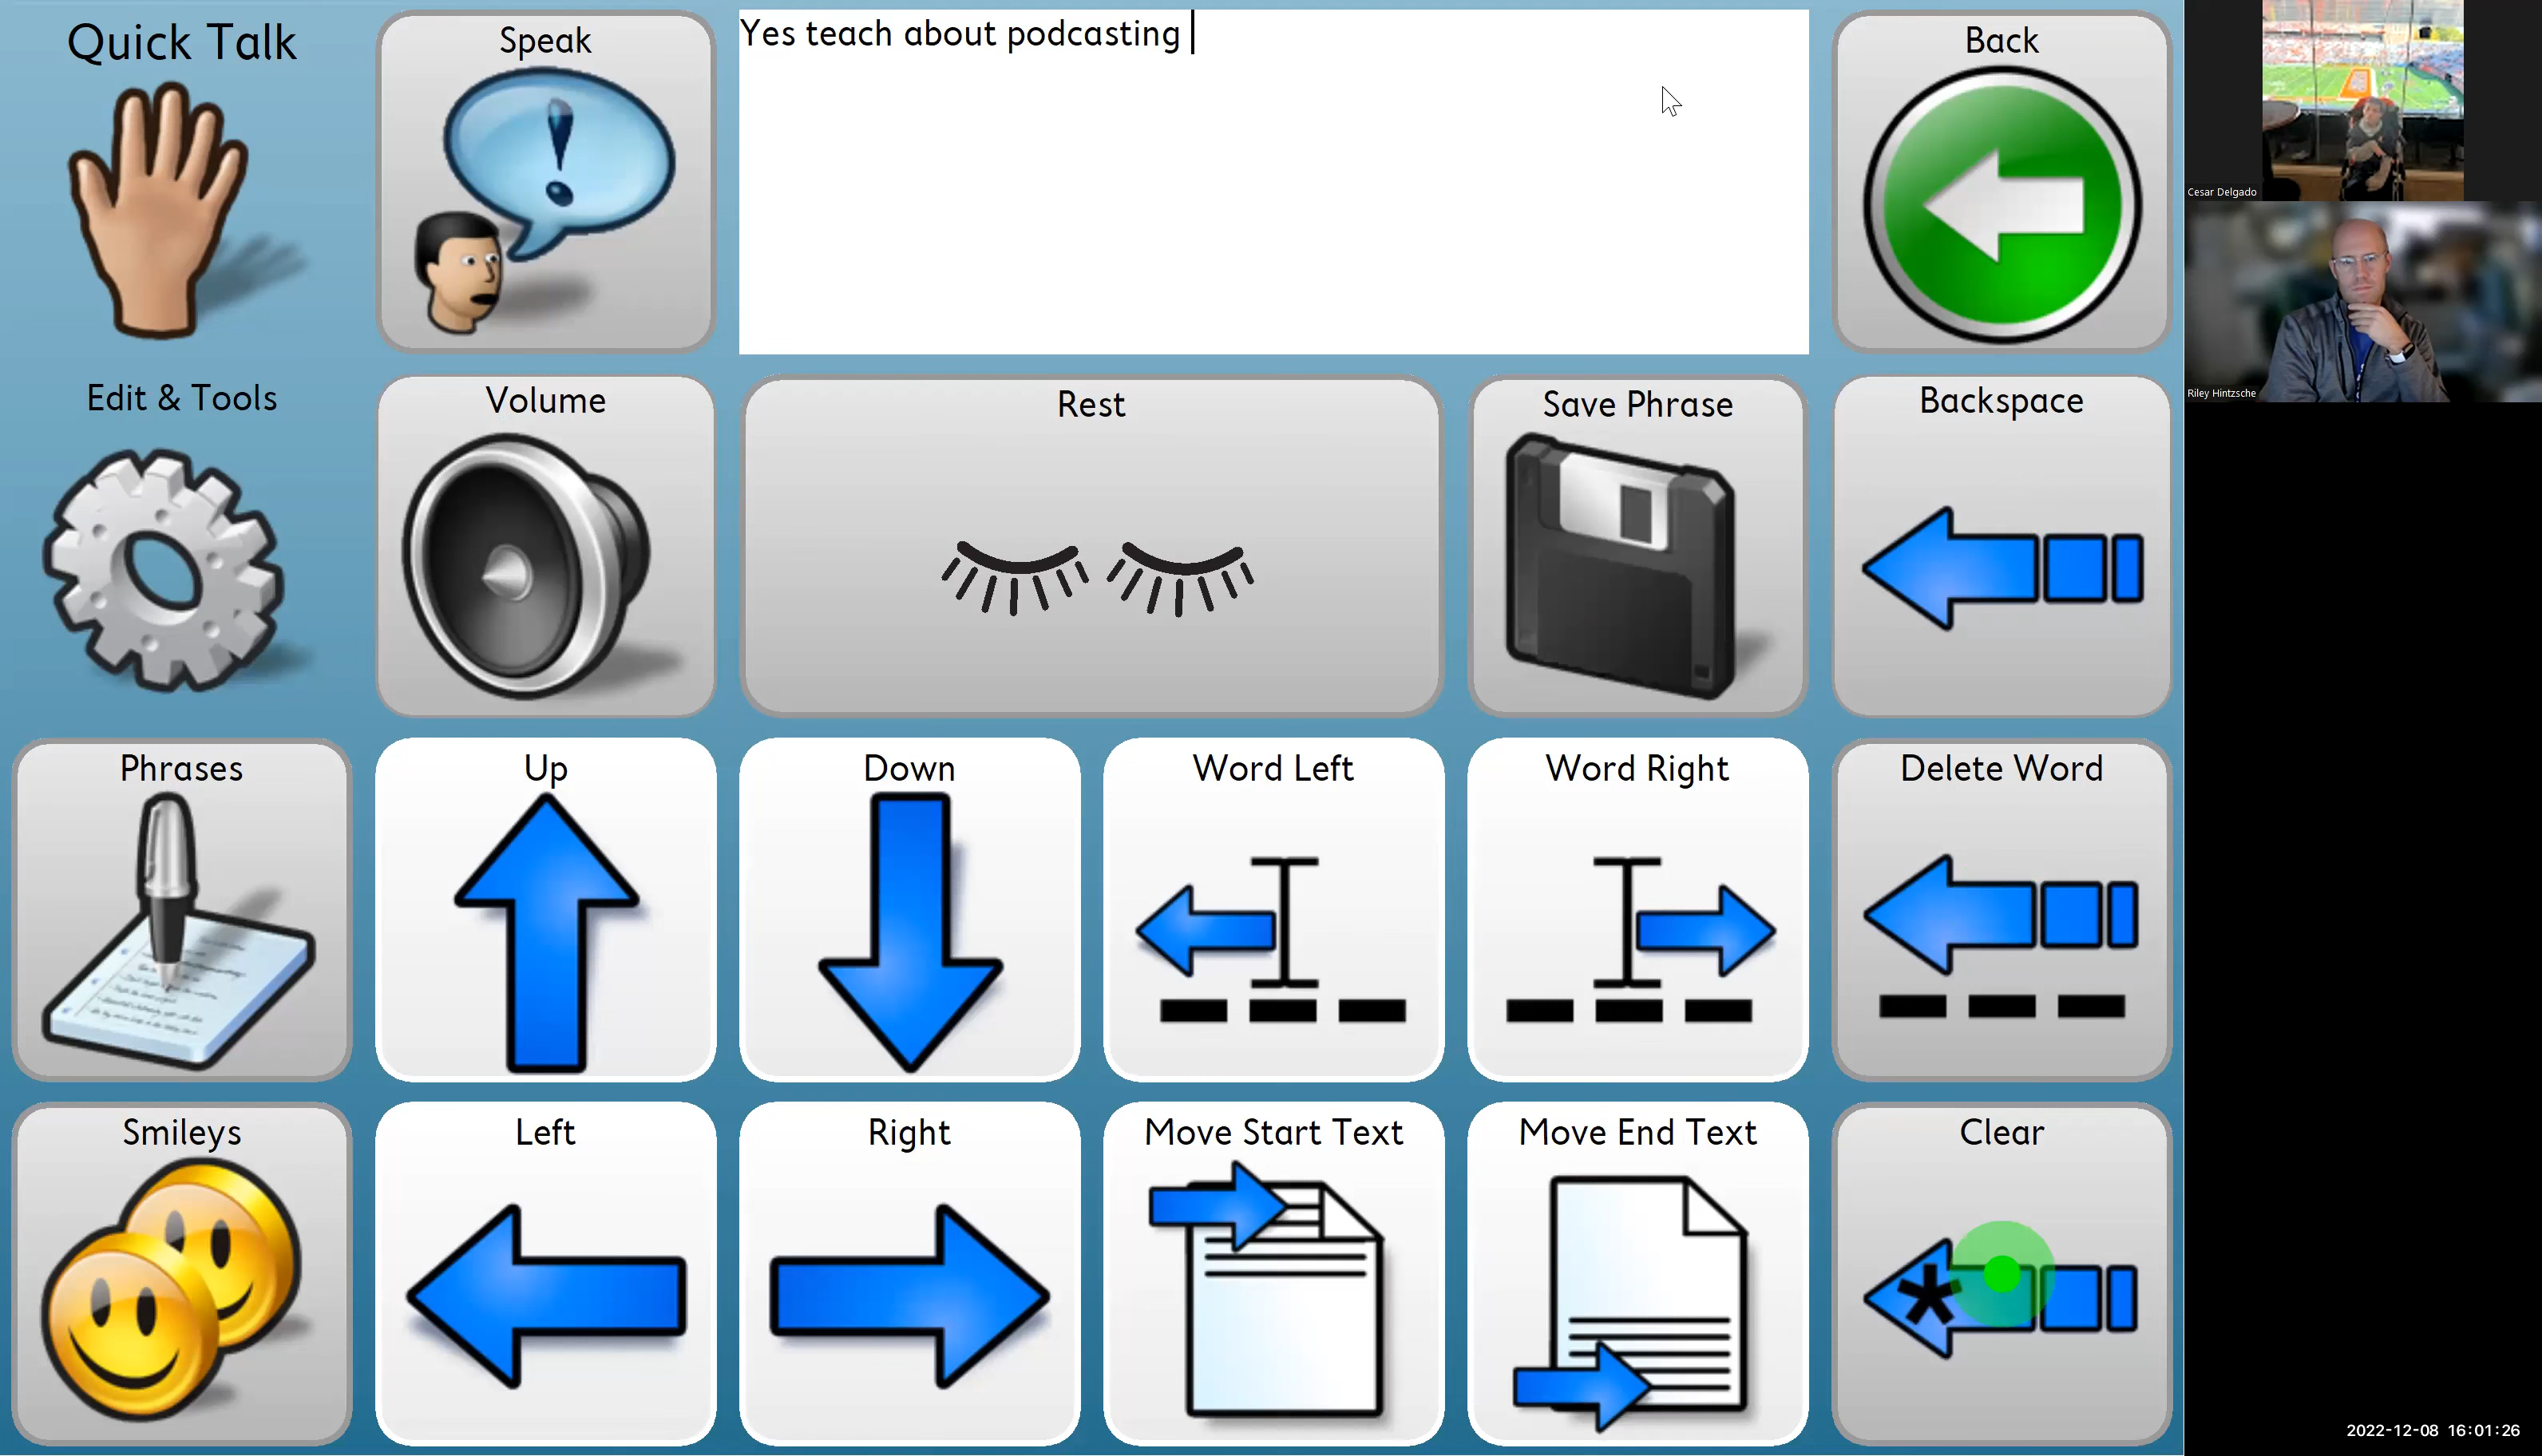 Quick Talk
Speak
Yes teach about podcasting
Back
Cesar Delgado
Riley Hintzsche
Edit & Tools
Volume
Rest
Save Phrase
Backspace
Phrases
Up
Down
Word Left
Word Right
Delete Word
Smileys
Left
Right
Move Start Text
Move End Text
Clear
2022-12-08 16:01:26